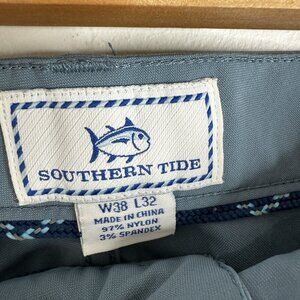 SOUTHERN TIDE
W38 L32
MADE IN CHINA
97% NYLON
3% SPANDEX